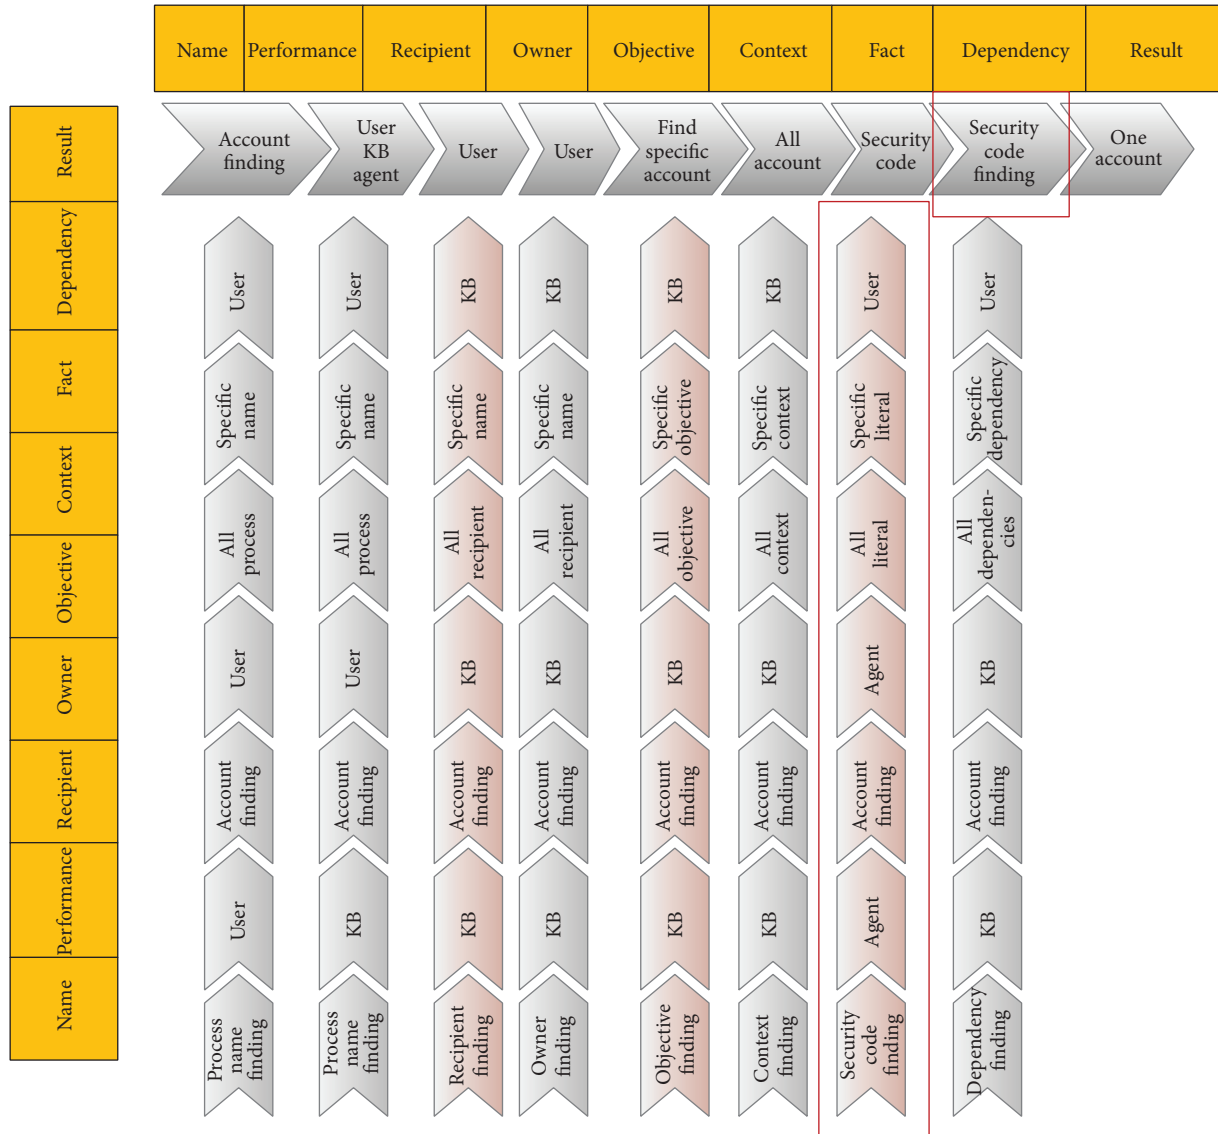 Name
Performance
Recipient
Owner
Objective
Context
Fact
Dependency
Result
Result
Account
finding
User
KB
agent
User
User
Find
specific
account
All
account
Security
code
Security
code
finding
One
account
Dependency
User
User
KB
KB
KB
KB
User
User
Fact
Specific
name
Specific
name
Specific
name
Specific
name
Specific
objective
Specific
context
Specific
literal
Specific
dependency
Context
All
process
All
process
All
recipient
All
recipient
All
objective
All
context
All
literal
All
dependen-
cies
Objective
User
User
KB
KB
KB
KB
Agent
KB
Owner
Recipient
Account
finding
Account
finding
Account
finding
Account
finding
Account
finding
Account
finding
Account
finding
Account
finding
Performance
User
KB
KB
KB
KB
KB
Agent
KB
Name
Process
name
finding
Process
name
finding
Recipient
finding
Owner
finding
Objective
finding
Context
finding
Security
code
finding
Dependency
finding